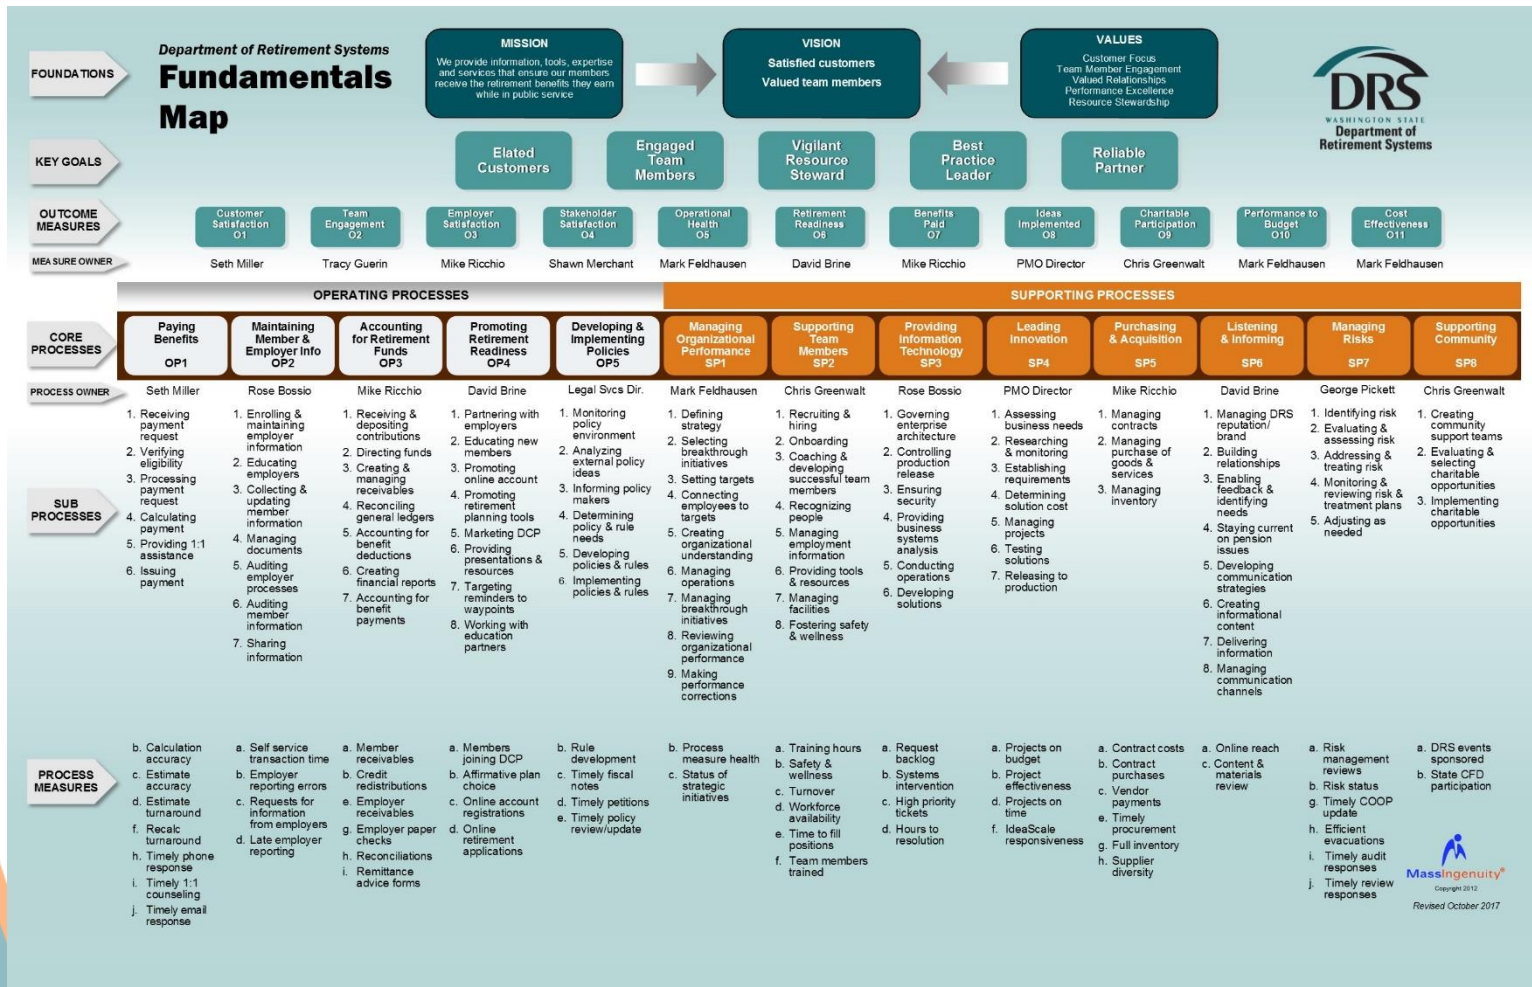 FOUNDATIONS
Department of Retirement Systems
Fundamentals
Map
MISSION
We provide information, tools, expertise
and services that ensure our members
receive the retirement benefits they earn
while in public service
VISION
Satisfied customers
Valued team members
VALUES
Customer Focus
Team Member Engagement
Valued Relationships
Performance Excellence
Resource Stewardship
DRS
WASHINGTON STATE
Department of
Retirement Systems
KEY GOALS
Elated
Customers
Engaged
Team
Members
Vigilant
Resource
Steward
Best
Practice
Leader
Reliable
Partner
OUTCOME
MEASURES
Customer
Satisfaction
O1
Team
Engagement
O2
Employer
Satisfaction
O3
Stakeholder
Satisfaction
O4
Operational
Health
O5
Retirement
Readiness
O6
Benefits
Paid
O7
Ideas
Implemented
O8
Charitable
Participation
O9
Performance to
Budget
O10
Cost
Effectiveness
O11
MEASURE OWNER
Seth Miller
Tracy Guerin
Mike Ricchio
Shawn Merchant
Mark Feldhausen
David Brine
Mike Ricchio
PMO Director
Chris Greenwalt
Mark Feldhausen
Mark Feldhausen
OPERATING PROCESSES
SUPPORTING PROCESSES
CORE
PROCESSES
Paying
Benefits
OP1
Maintaining
Member &
Employer Info
OP2
Accounting
for Retirement
Funds
OP3
Promoting
Retirement
Readiness
OP4
Developing &
Implementing
Policies
OP5
Managing
Organizational
Performance
SP1
Supporting
Team
Members
SP2
Providing
Information
Technology
SP3
Leading
Innovation
SP4
Purchasing
& Acquisition
SP5
Listening
& Informing
SP6
Managing
Risks
SP7
Supporting
Community
SP8
PROCESS OWNER
Seth Miller
Rose Bossio
Mike Ricchio
David Brine
Legal Svcs Dir.
Mark Feldhausen
Chris Greenwalt
Rose Bossio
PMO Director
Mike Ricchio
David Brine
George Pickett
Chris Greenwalt
SUB
PROCESSES
1. Receiving
payment
request
2. Verifying
eligibility
3. Processing
payment
request
4. Calculating
payment
5. Providing 1:1
assistance
6. Issuing
payment
1. Enrolling &
maintaining
employer
information
2. Educating
employers
3. Collecting &
updating
member
information
4. Managing
documents
5. Auditing
employer
processes
6. Auditing
member
information
7. Sharing
information
1. Receiving &
depositing
contributions
2. Directing funds
3. Creating &
managing
receivables
4. Reconciling
general ledgers
5. Accounting for
benefit
deductions
6. Creating
financial reports
7. Accounting for
benefit
payments
1. Partnering with
employers
2. Educating new
members
3. Promoting
online account
4. Promoting
retirement
planning tools
5. Marketing DCP
6. Providing
presentations &
resources
7. Targeting
reminders to
waypoints
8. Working with
education
partners
1. Monitoring
policy
environment
2. Analyzing
external policy
ideas
3. Informing policy
makers
4. Determining
policy & rule
needs
5. Developing
policies & rules
6. Implementing
policies & rules
1. Defining
strategy
2. Selecting
breakthrough
initiatives
3. Setting targets
4. Connecting
employees to
targets
5. Creating
organizational
understanding
6. Managing
operations
7. Managing
breakthrough
initiatives
8. Reviewing
organizational
performance
9. Making
performance
corrections
1. Recruiting &
hiring
2. Onboarding
3. Coaching &
developing
successful team
members
4. Recognizing
people
5. Managing
employment
information
6. Providing tools
& resources
7. Managing
facilities
8. Fostering safety
& wellness
1. Governing
enterprise
architecture
2. Controlling
production
release
3. Ensuring
security
4. Providing
business
systems
analysis
5. Conducting
operations
6. Developing
solutions
1. Assessing
business needs
2. Researching
& monitoring
3. Establishing
requirements
4. Determining
solution cost
5. Managing
projects
6. Testing
solutions
7. Releasing to
production
1. Managing
contracts
2. Managing
purchase of
goods &
services
3. Managing
inventory
1. Managing DRS
reputation/
brand
2. Building
relationships
3. Enabling
feedback &
identifying
needs
4. Staying current
on pension
issues
5. Developing
communication
strategies
6. Creating
informational
content
7. Delivering
information
8. Managing
communication
channels
1. Identifying risk
2. Evaluating &
assessing risk
3. Addressing &
treating risk
4. Monitoring &
reviewing risk &
treatment plans
5. Adjusting as
needed
1. Creating
community
support teams
2. Evaluating &
selecting
charitable
opportunities
3. Implementing
charitable
opportunities
PROCESS
MEASURES
b. Calculation
accuracy
c. Estimate
accuracy
d. Estimate
turnaround
f. Recalc
turnaround
h. Timely phone
response
i. Timely 1:1
counseling
j. Timely email
response
a. Self service
transaction time
b. Employer
reporting errors
c. Requests for
information
from employers
d. Late employer
reporting
a. Member
receivables
b. Credit
redistributions
e. Employer
receivables
g. Employer paper
checks
h. Reconciliations
i. Remittance
advice forms
a. Members
joining DCP
b. Affirmative plan
choice
c. Online account
registrations
d. Online
retirement
applications
b. Rule
development
c. Timely fiscal
notes
d. Timely petitions
e. Timely policy
review/update
b. Process
measure health
c. Status of
strategic
initiatives
a. Training hours
b. Safety &
wellness
c. Turnover
d. Workforce
availability
e. Time to fill
positions
f. Team members
trained
a. Request
backlog
b. Systems
intervention
c. High priority
tickets
d. Hours to
resolution
a. Projects on
budget
b. Project
effectiveness
d. Projects on
time
f. IdeaScale
responsiveness
a. Contract costs
b. Contract
purchases
c. Vendor
payments
e. Timely
procurement
g. Full inventory
h. Supplier
diversity
a. Online reach
c. Content &
materials
review
a. Risk
management
reviews
b. Risk status
g. Timely COOP
update
h. Efficient
evacuations
i. Timely audit
responses
j. Timely review
responses
a. DRS events
sponsored
b. State CFD
participation
MassIngenuity®
Copyright 2012
Revised October 2017